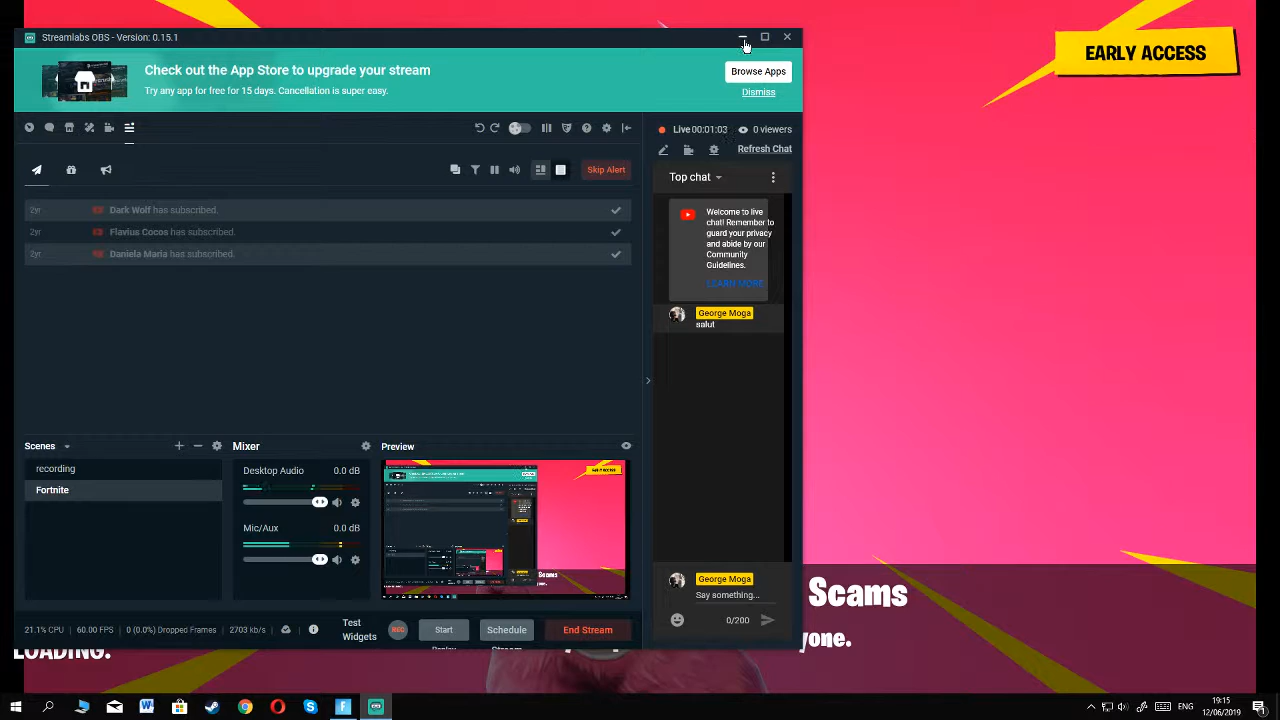 Streamlabs OBS - Version: 0.15.1
EARLY ACCESS
Check out the App Store to upgrade your stream
Try any app for free for 15 days. Cancellation is super easy.
Browse Apps
Dismiss
Live 00:01:03
0 viewers
Refresh Chat
Skip Alert
Top chat
2yr Dark Wolf has subscribed.
2yr Flavius Cocos has subscribed.
2yr Daniela Maria has subscribed.
Welcome to live
chat! Remember to
guard your privacy
and abide by our
Community
Guidelines.
LEARN MORE
George Moga
salut
Scenes
Mixer
Preview
recording
Fortnite
Desktop Audio 0.0 dB
Mic/Aux 0.0 dB
George Moga
Say something...
0/200
Scams
yone.
21.1% CPU 60.00 FPS 0 (0.0%) Dropped Frames 2703 kb/s
Test
Widgets
REC
Start
Schedule
End Stream
LOADING.
ENG
19:15
12/06/2019